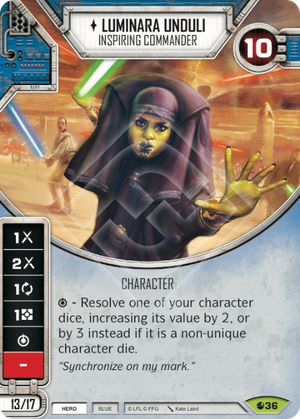 LUMINARA UNDULI
INSPIRING COMMANDER
10
1
2
1
1
–
CHARACTER
- Resolve one of your character
dice, increasing its value by 2, or
by 3 instead if it is a non-unique
character die.
"Synchronize on my mark."
13/17
HERO
BLUE
© LFL © FFG
Kate Laird
36